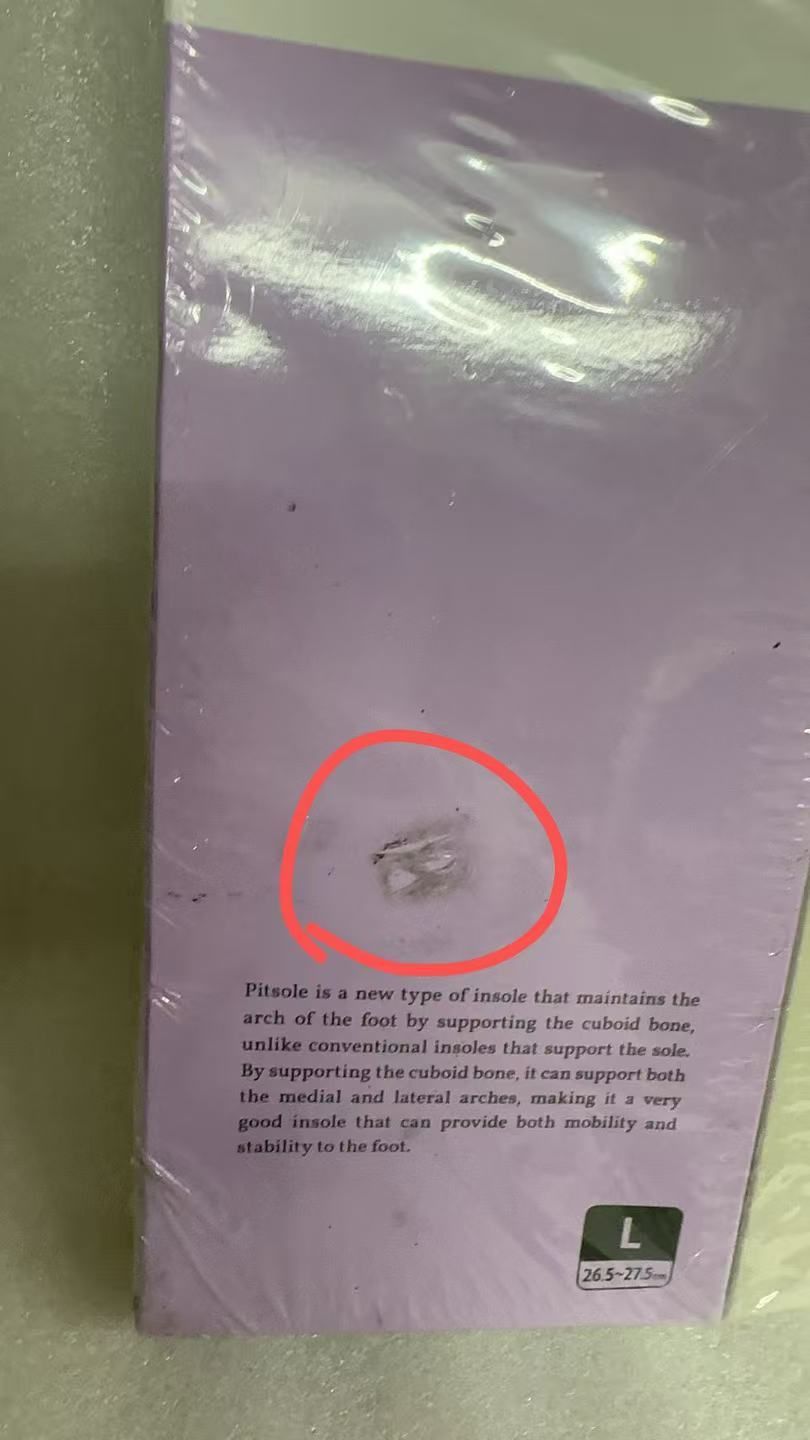 Pitsole is a new type of insole that maintains the
arch of the foot by supporting the cuboid bone,
unlike conventional insoles that support the sole.
By supporting the cuboid bone, it can support both
the medial and lateral arches, making it a very
good insole that can provide both mobility and
stability to the foot.
L
26.5~27.5cm